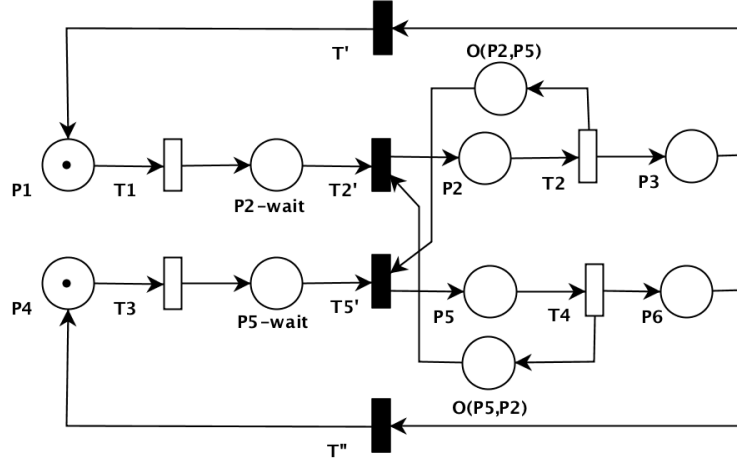 T'
O(P2,P5)
P1
T1
P2-wait
T2'
P2
T2
P3
P4
T3
P5-wait
T5'
P5
T4
P6
O(P5,P2)
T"